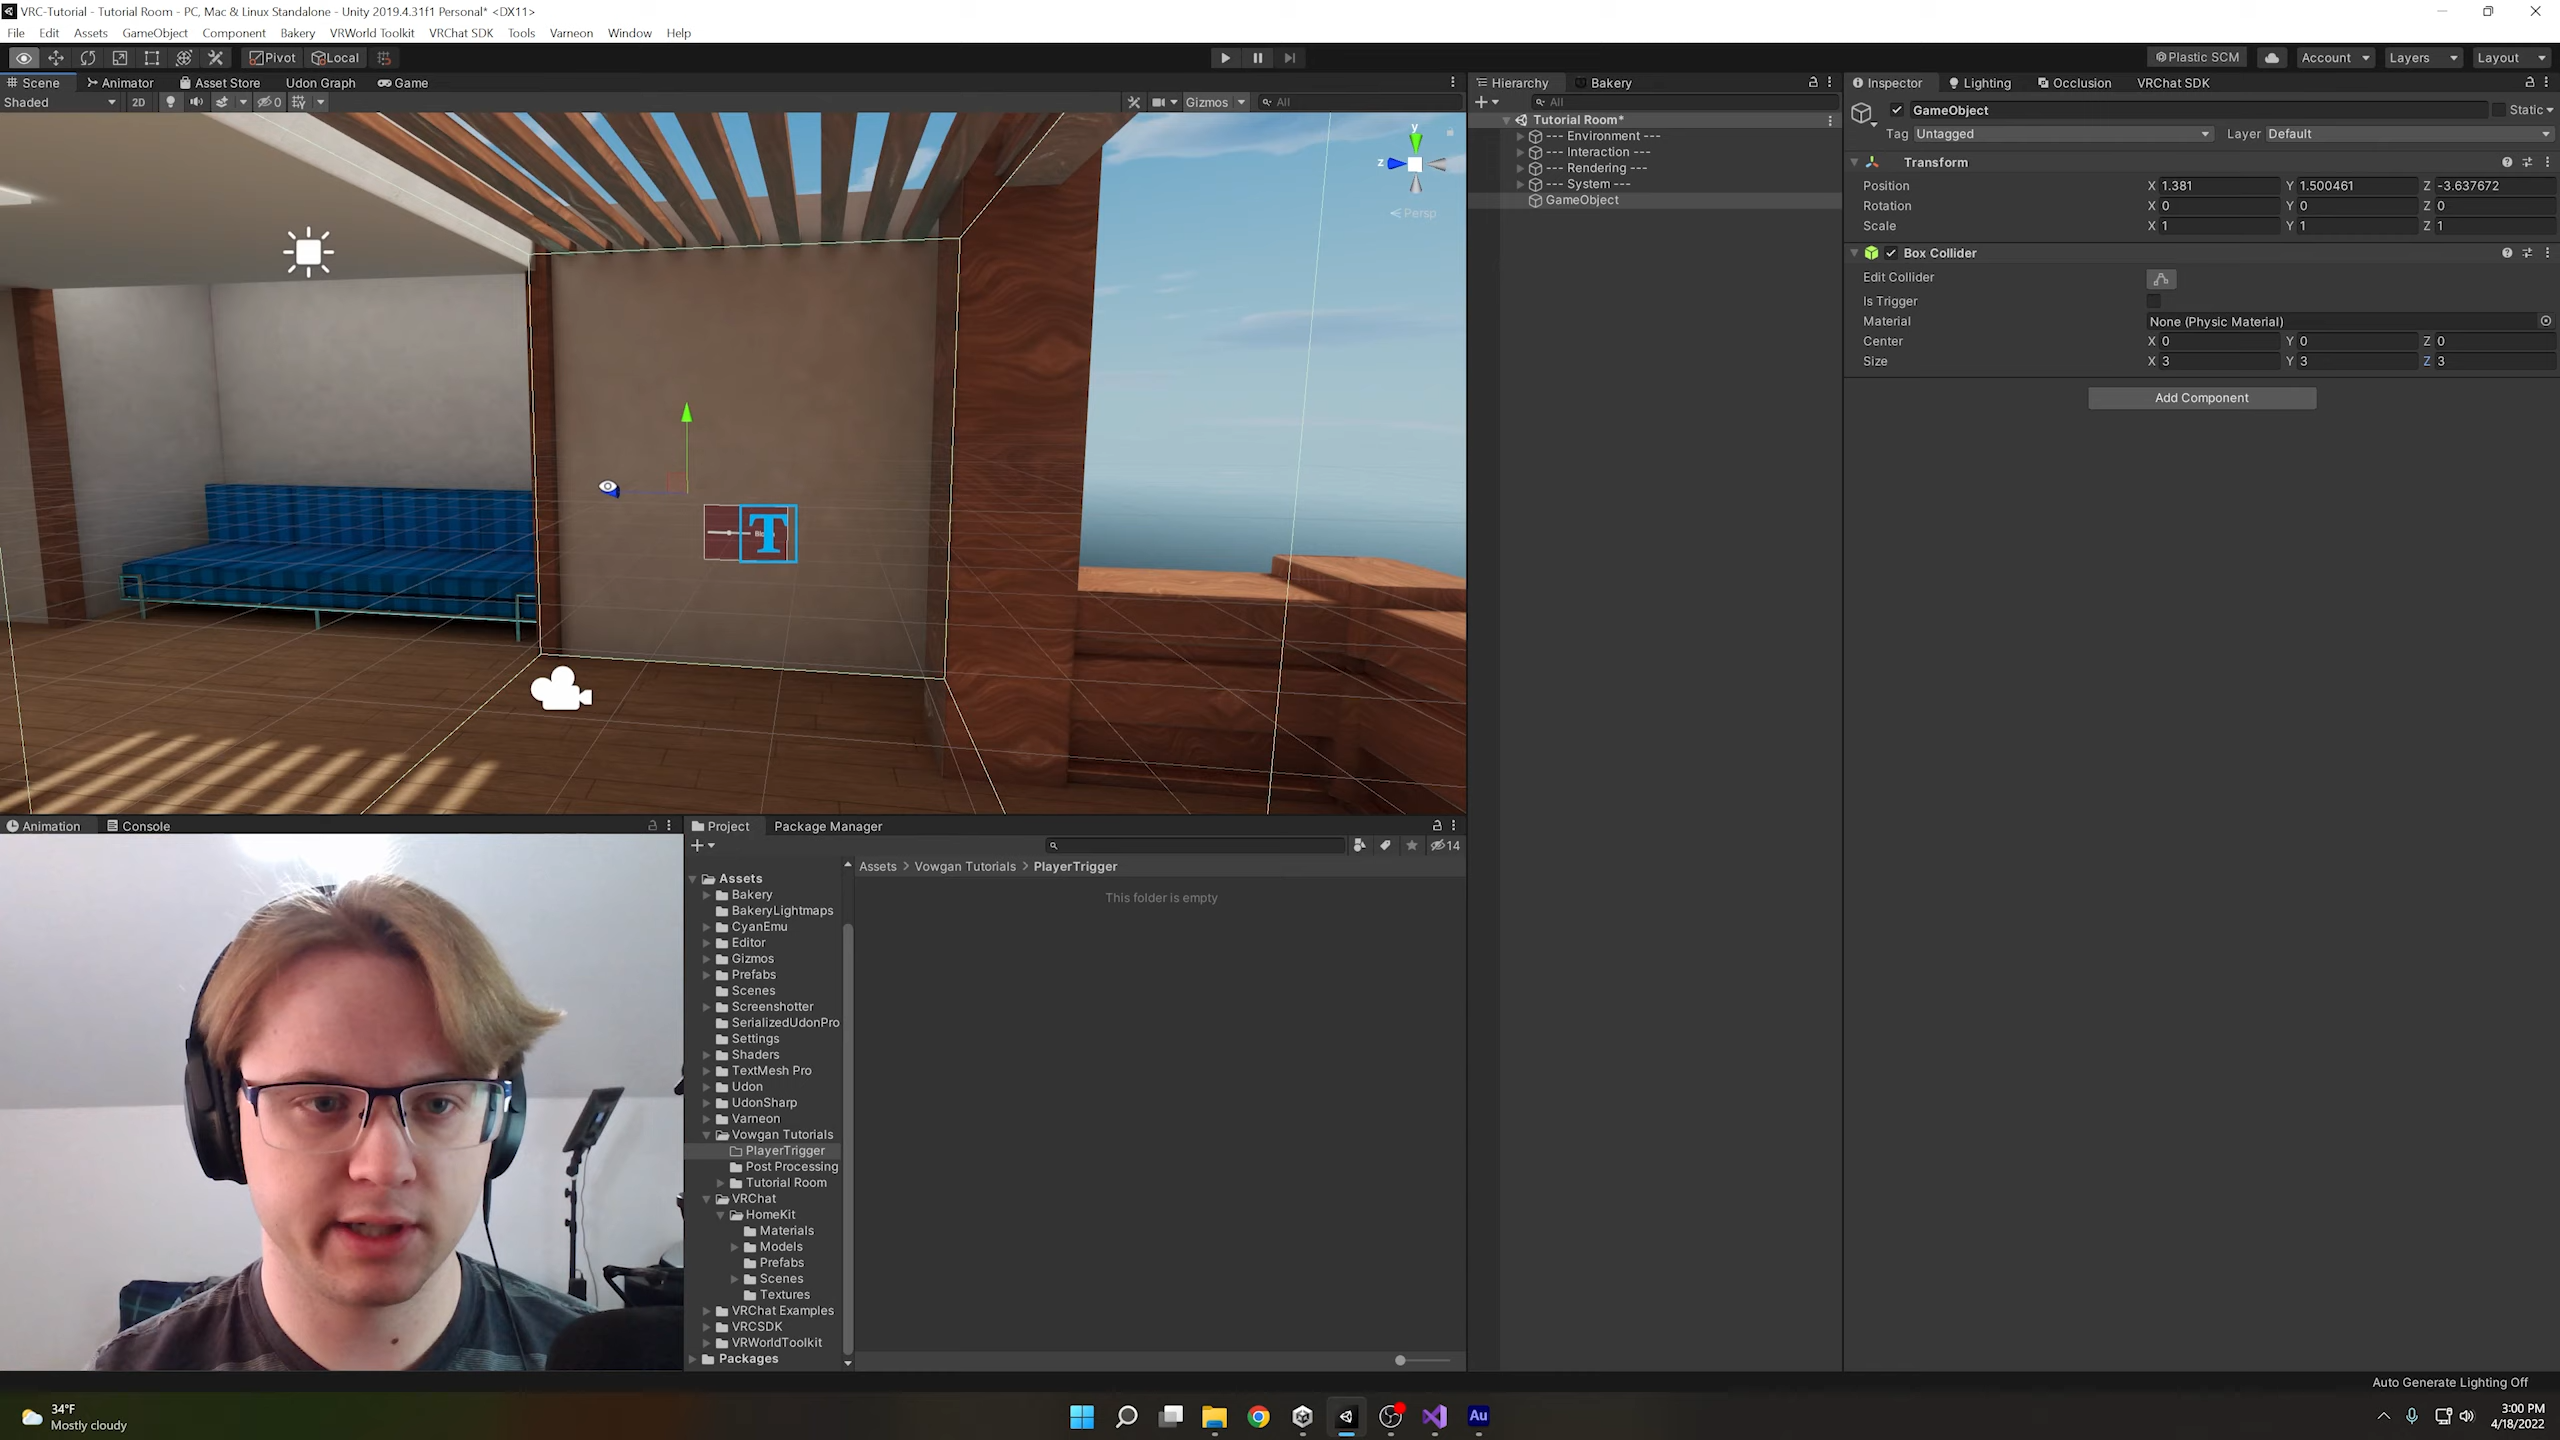 VRC-Tutorial - Tutorial Room - PC, Mac & Linux Standalone - Unity 2019.4.31f1 Personal* <DX11>
File Edit Assets GameObject Component Bakery VRWorld Toolkit VRChat SDK Tools Varneon Window Help
Pivot Local Plastic SCM Account Layers Layout
Scene Animator Asset Store Udon Graph Game
Shaded 2D 0 Gizmos All
y
z
Persp
T
Hierarchy Bakery
All
Tutorial Room*
--- Environment ---
--- Interaction ---
--- Rendering ---
--- System ---
GameObject
Inspector Lighting Occlusion VRChat SDK
GameObject Static
Tag Untagged Layer Default
Transform
Position X 1.381 Y 1.500461 Z -3.637672
Rotation X 0 Y 0 Z 0
Scale X 1 Y 1 Z 1
Box Collider
Edit Collider
Is Trigger
Material None (Physic Material)
Center X 0 Y 0 Z 0
Size X 3 Y 3 Z 3
Add Component
Animation Console
Project Package Manager
14
Assets > Vowgan Tutorials > PlayerTrigger
This folder is empty
Assets
Bakery
BakeryLightmaps
CyanEmu
Editor
Gizmos
Prefabs
Scenes
Screenshotter
SerializedUdonPro
Settings
Shaders
TextMesh Pro
Udon
UdonSharp
Varneon
Vowgan Tutorials
PlayerTrigger
Post Processing
Tutorial Room
VRChat
HomeKit
Materials
Models
Prefabs
Scenes
Textures
VRChat Examples
VRCSDK
VRWorldToolkit
Packages
Auto Generate Lighting Off
34°F
Mostly cloudy
Au
3:00 PM
4/18/2022